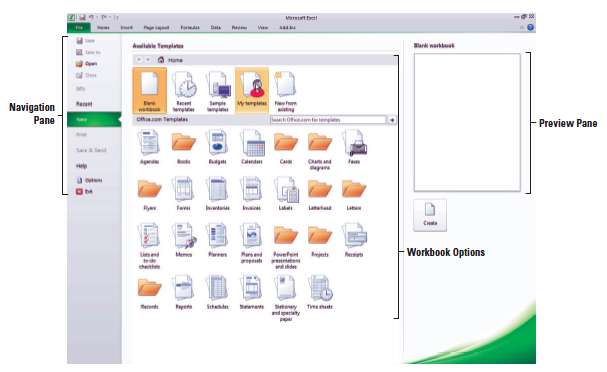 Microsoft Excel
File Home Insert Page Layout Formulas Data Review View Add-Ins
Save
Save As
Open
Close
Info
Recent
New
Print
Save & Send
Help
Options
Exit
Navigation
Pane
Available Templates
Home
Blank
workbook
Recent
templates
Sample
templates
My templates
New from
existing
Office.com Templates
Search Office.com for templates
Agendas
Books
Budgets
Calendars
Cards
Charts and
diagrams
Faxes
Flyers
Forms
Inventories
Invoices
Labels
Letterhead
Letters
Lists and
to-do
checklists
Memos
Planners
Plans and
proposals
PowerPoint
presentations
and slides
Projects
Receipts
Records
Reports
Schedules
Statements
Stationery
and specialty
paper
Time sheets
Blank workbook
Create
Preview Pane
Workbook Options